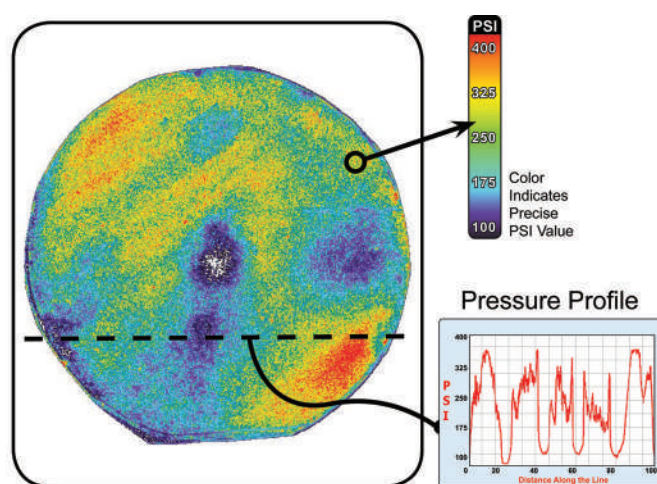 PSI
400
325
250
175
100
Color
Indicates
Precise
PSI Value
Pressure Profile
400
325
250
175
100
P
S
I
0 20 40 60 80 100
Distance Along the Line